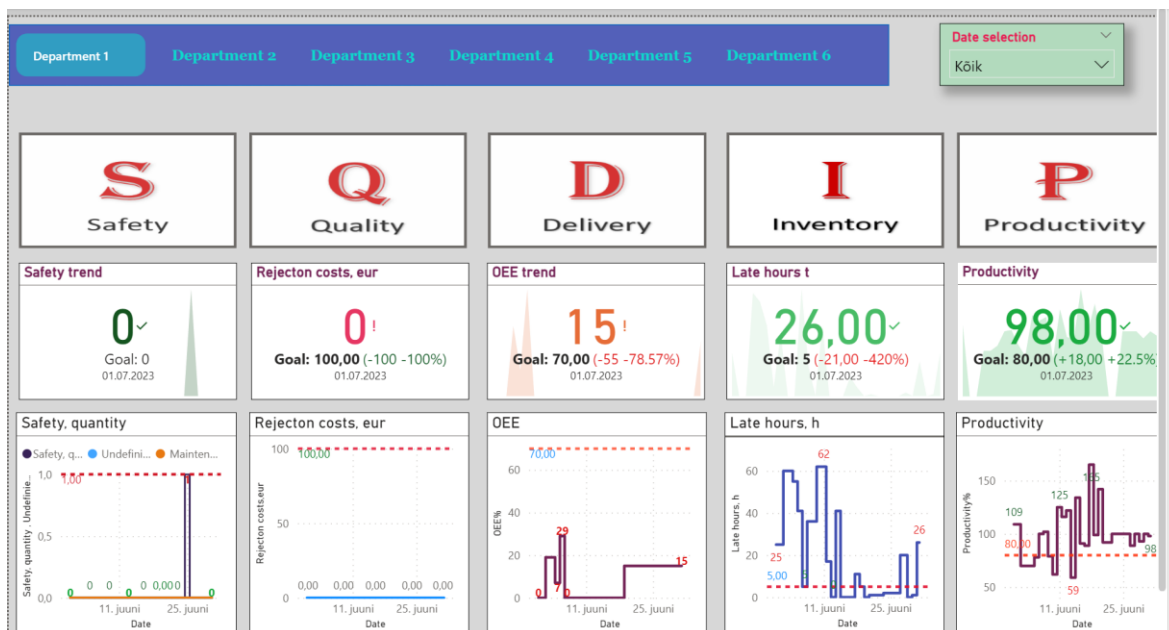 Department 1 Department 2 Department 3 Department 4 Department 5 Department 6
Date selection
Kõik
S Q D I P
Safety Quality Delivery Inventory Productivity
Safety trend
0
Goal: 0
01.07.2023
Rejecton costs, eur
0!
Goal: 100,00 (-100 -100%)
01.07.2023
OEE trend
15!
Goal: 70,00 (-55 -78.57%)
01.07.2023
Late hours t
26,00
Goal: 5 (-21,00 -420%)
01.07.2023
Productivity
98,00
Goal: 80,00 (+18,00 +22.5%
01.07.2023
Safety, quantity
Safety, q... Undefini... Mainten...
Safety, quantity , Undefinie...
1,0
1,00
1
0,5
0 0 0 0,000 0
0,0
0 0 0
11. juuni 25. juuni
Date
Rejecton costs, eur
Rejecton costs.eur
100
100,00
50
0,00 0,00 0,00 0,00
0
11. juuni 25. juuni
Date
OEE
OEE%
70,00
60
40
29
20
15
0 7 0
0
11. juuni 25. juuni
Date
Late hours, h
Late hours, h
62
60
40
26
25
20
5,00
0
11. juuni 25. juuni
Date
Productivity
Productivity%
150
125
109
100
98
80,00
59
50
11. juuni 25. juuni
Date